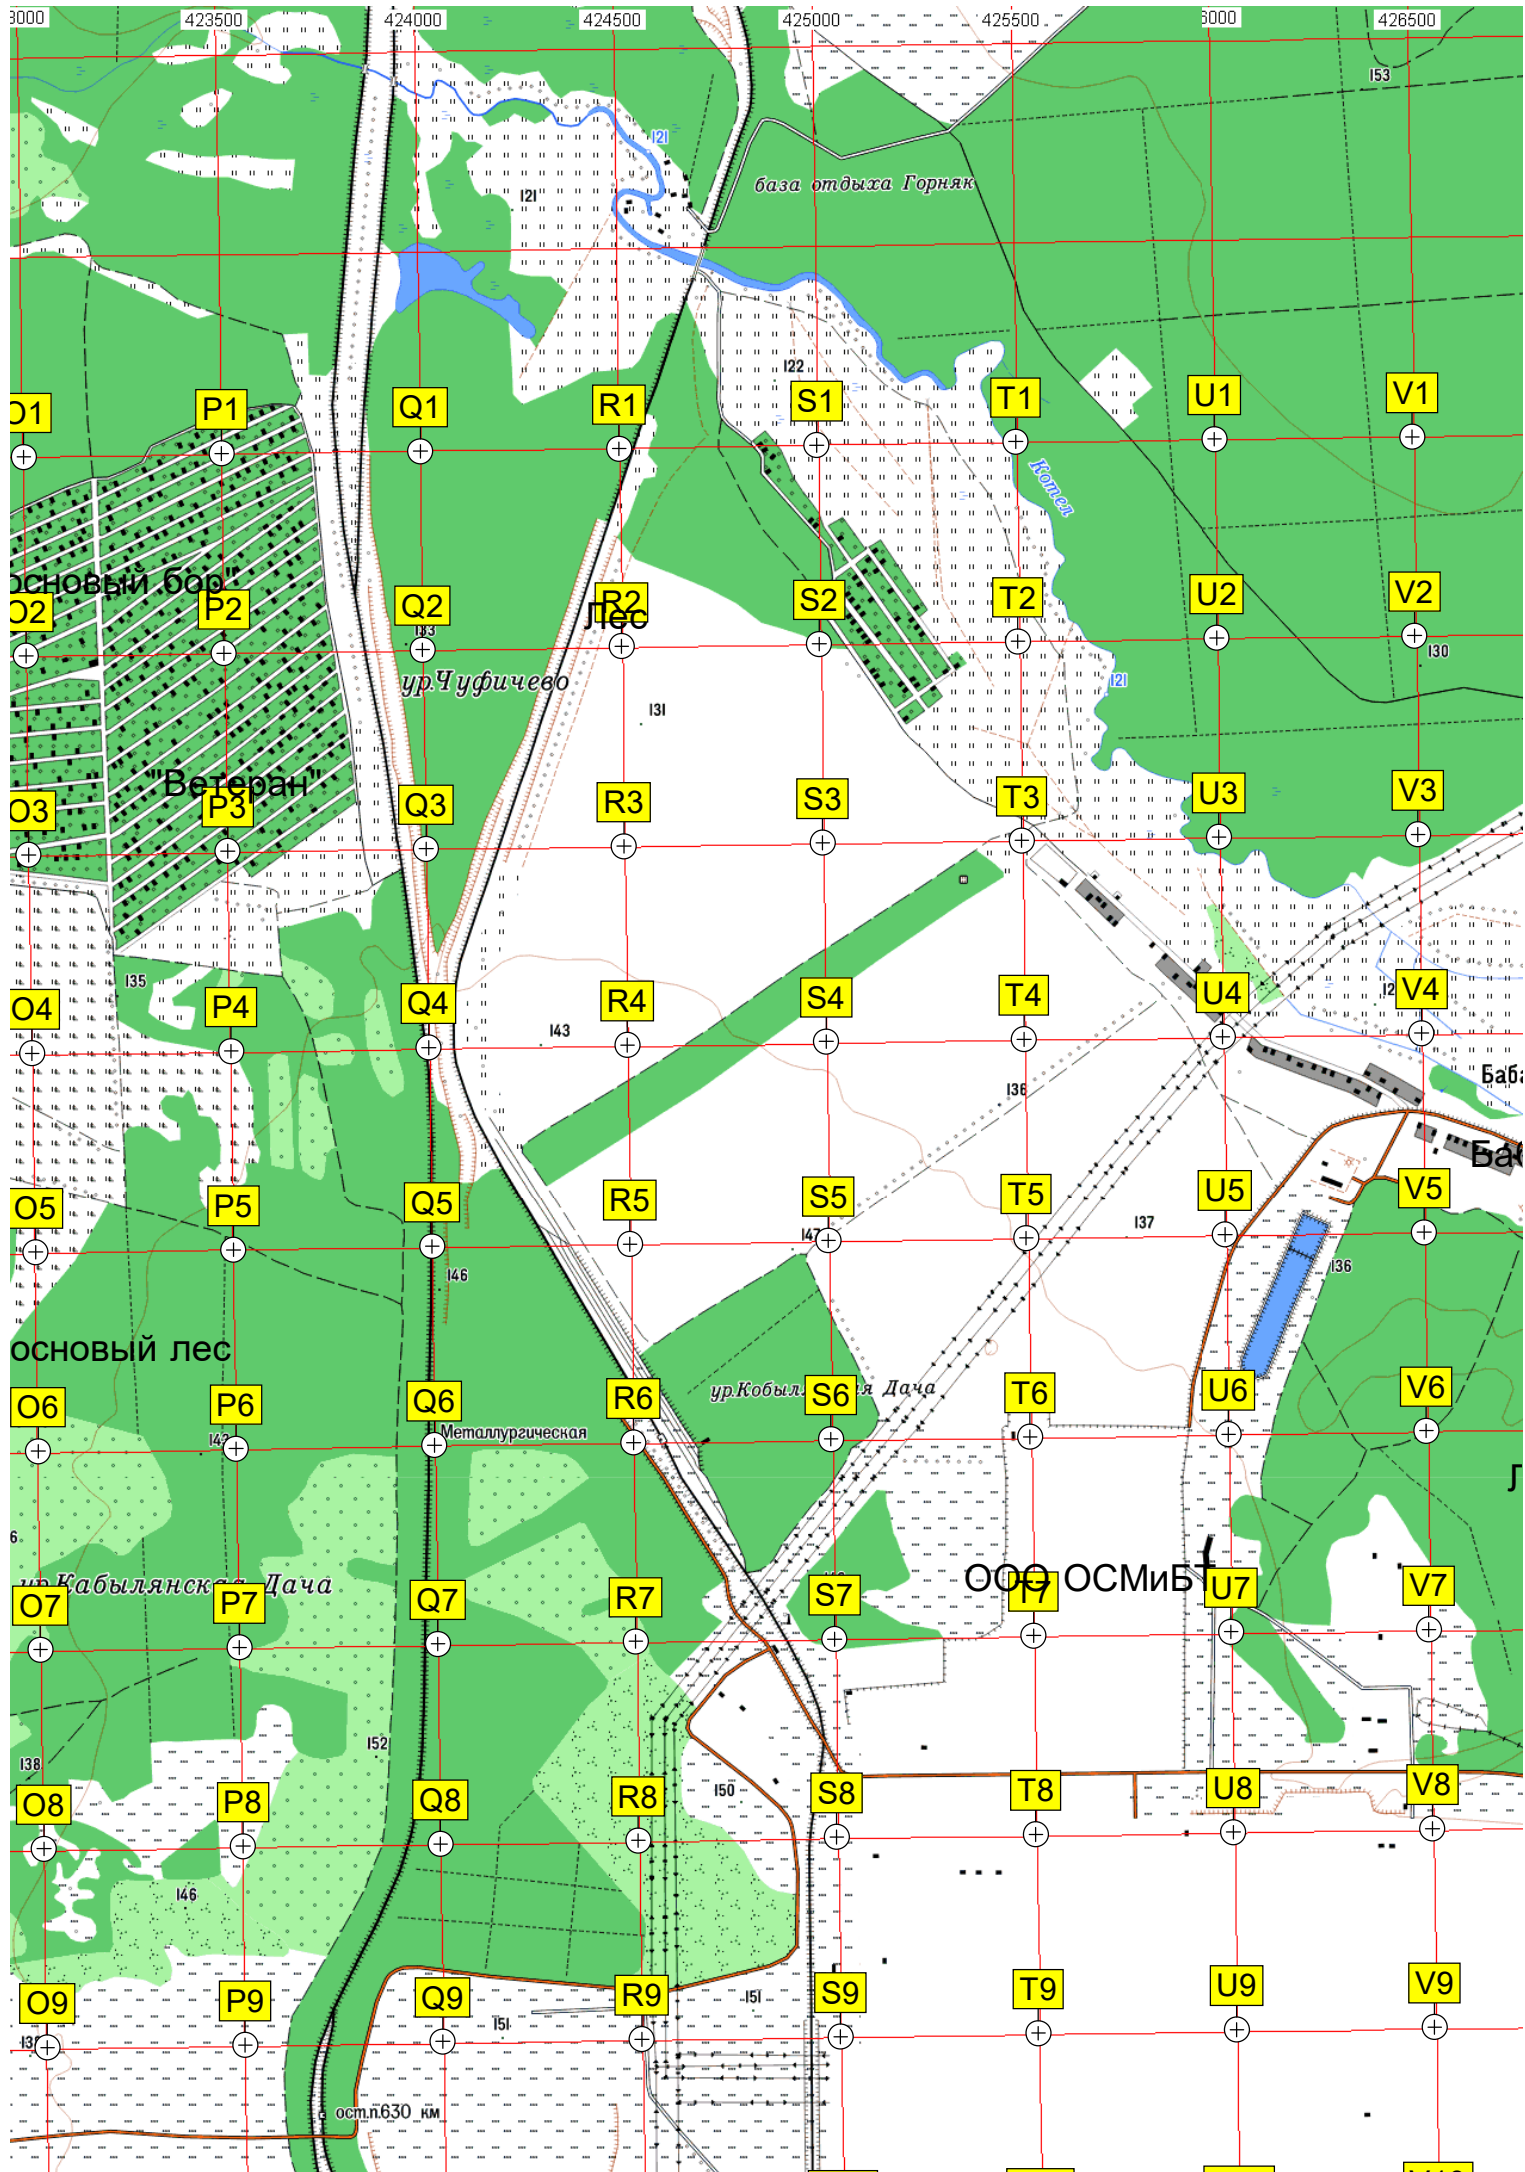 3000 423500 424000 424500 425000 425500 6000 426500
153
121
121
база отдыха Горняк
122
O1 P1 Q1 R1 S1 T1 U1 V1
Котел
основый бор"
O2 P2 Q2 R2 S2 T2 U2 V2
Лес
133
130
ур.Чуфичево
121
131
"Ветеран"
O3 P3 Q3 R3 S3 T3 U3 V3
135
O4 P4 Q4 R4 S4 T4 U4 V4
143
136
Баб
O5 P5 Q5 R5 S5 T5 U5 V5
147
137
146
136
основый лес
ур.Кобыл я Дача
O6 P6 Q6 R6 S6 T6 U6 V6
Металлургическая
Л
6
ООО ОСМиБТ
ур.Кабылянская Дача
O7 P7 Q7 R7 S7 T7 U7 V7
152
138
150
O8 P8 Q8 R8 S8 T8 U8 V8
146
O9 P9 Q9 R9 S9 T9 U9 V9
151
151
ост.п.630 км